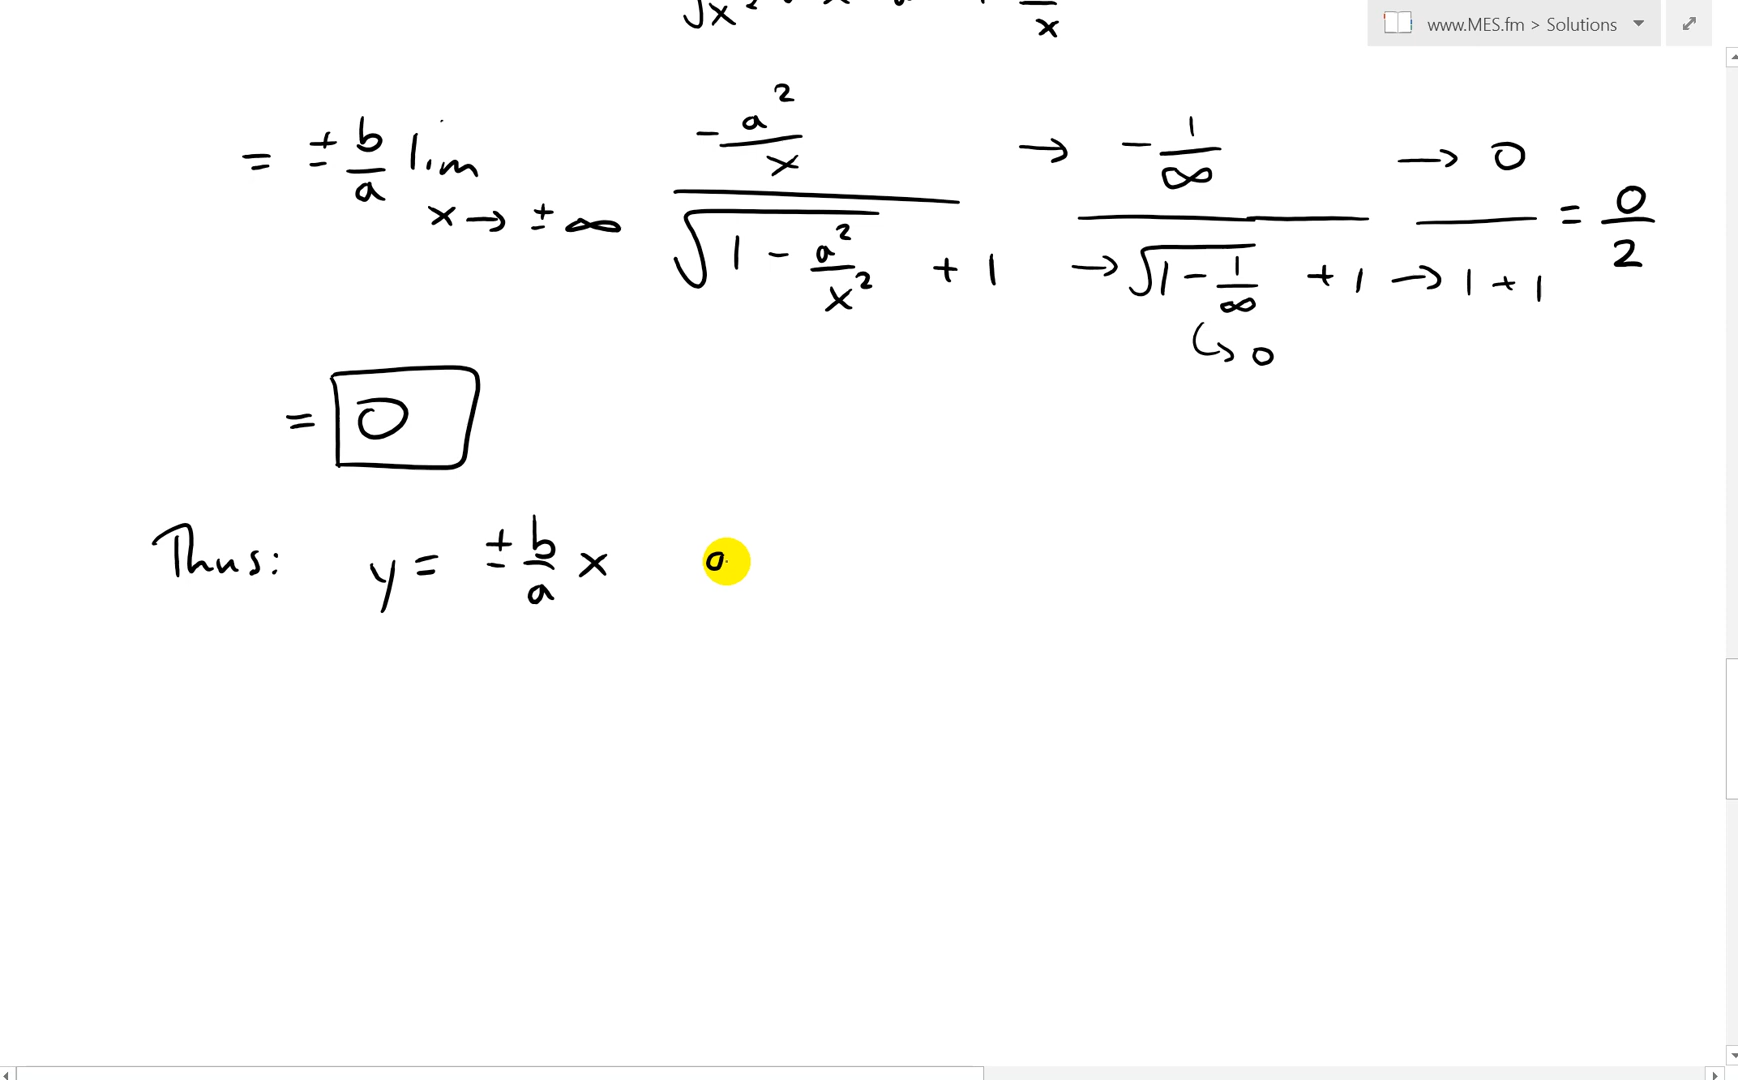 www.MES.fm > Solutions
= ± b/a lim x → ± ∞ (-a²/x) / (√(1 - a²/x²) + 1) → -1/∞ / → √(1 - 1/∞) + 1 → 0 / → 1 + 1 = 0/2
↳ 0
= 0
Thus: y = ± b/a x a